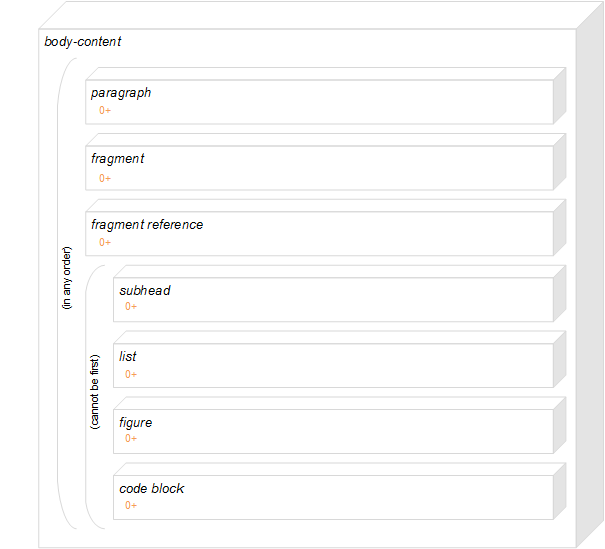 body-content
paragraph
0+
fragment
0+
fragment reference
0+
(in any order)
subhead
0+
list
0+
(cannot be first)
figure
0+
code block
0+